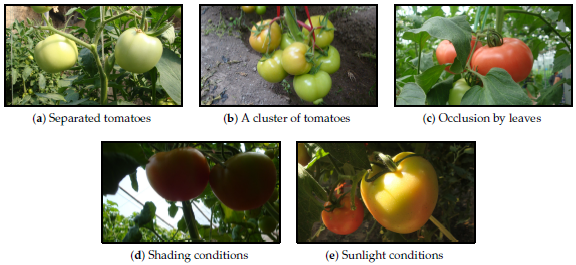 (a) Separated tomatoes
(b) A cluster of tomatoes
(c) Occlusion by leaves
(d) Shading conditions
(e) Sunlight conditions